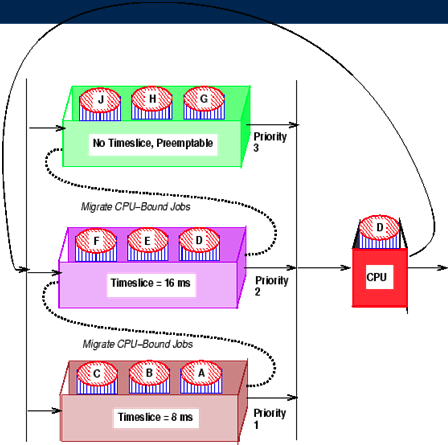 J H G
No Timeslice, Preemptable
Priority
3
Migrate CPU-Bound Jobs
D
F E D
CPU
Timeslice = 16 ms
Priority
2
Migrate CPU-Bound Jobs
C B A
Timeslice = 8 ms
Priority
1